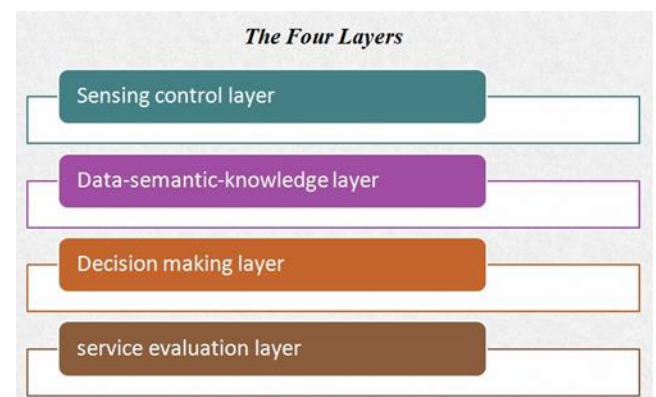 The Four Layers
Sensing control layer
Data-semantic-knowledge layer
Decision making layer
service evaluation layer